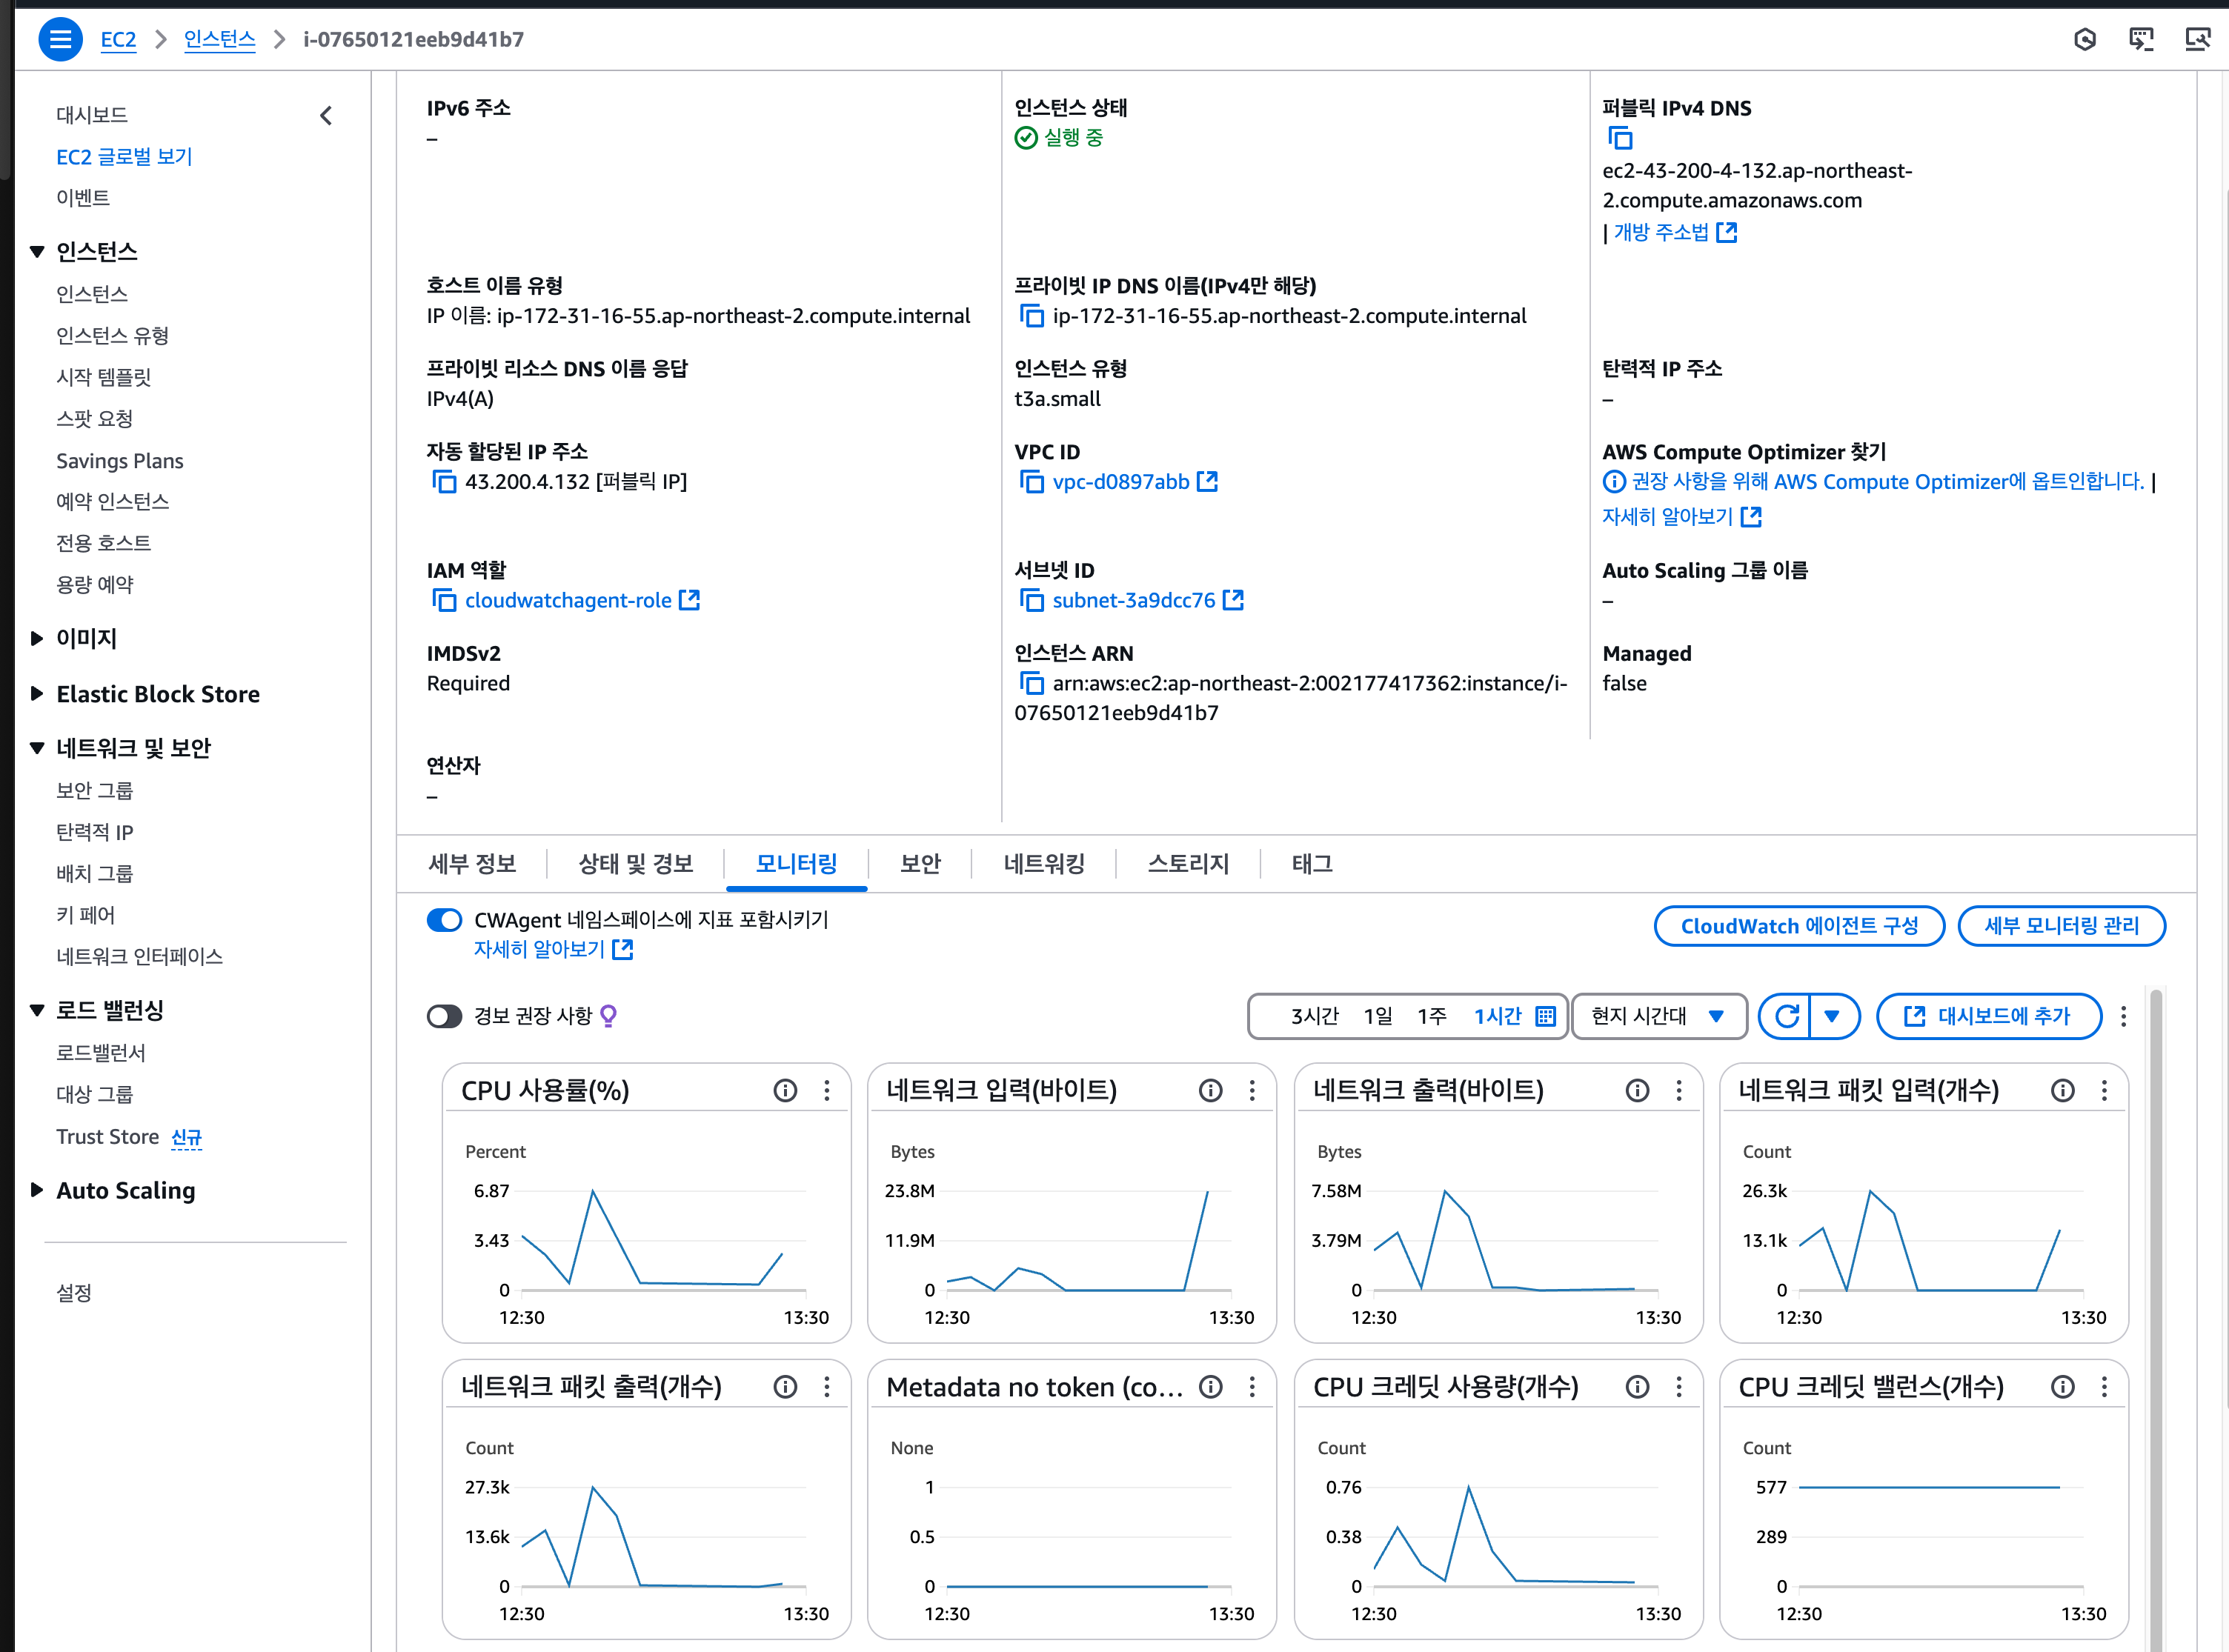 EC2 > 인스턴스 > i-07650121eeb9d41b7
대시보드
EC2 글로벌 보기
이벤트
인스턴스
인스턴스
인스턴스 유형
시작 템플릿
스팟 요청
Savings Plans
예약 인스턴스
전용 호스트
용량 예약
이미지
Elastic Block Store
네트워크 및 보안
보안 그룹
탄력적 IP
배치 그룹
키 페어
네트워크 인터페이스
로드 밸런싱
로드밸런서
대상 그룹
Trust Store 신규
Auto Scaling
설정
IPv6 주소
–
인스턴스 상태
실행 중
퍼블릭 IPv4 DNS
ec2-43-200-4-132.ap-northeast-
2.compute.amazonaws.com
| 개방 주소법
호스트 이름 유형
IP 이름: ip-172-31-16-55.ap-northeast-2.compute.internal
프라이빗 IP DNS 이름(IPv4만 해당)
ip-172-31-16-55.ap-northeast-2.compute.internal
프라이빗 리소스 DNS 이름 응답
IPv4(A)
인스턴스 유형
t3a.small
탄력적 IP 주소
–
자동 할당된 IP 주소
43.200.4.132 [퍼블릭 IP]
VPC ID
vpc-d0897abb
AWS Compute Optimizer 찾기
권장 사항을 위해 AWS Compute Optimizer에 옵트인합니다. |
자세히 알아보기
IAM 역할
cloudwatchagent-role
서브넷 ID
subnet-3a9dcc76
Auto Scaling 그룹 이름
–
IMDSv2
Required
인스턴스 ARN
arn:aws:ec2:ap-northeast-2:002177417362:instance/i-
07650121eeb9d41b7
Managed
false
연산자
–
세부 정보 상태 및 경보 모니터링 보안 네트워킹 스토리지 태그
CWAgent 네임스페이스에 지표 포함시키기
자세히 알아보기
CloudWatch 에이전트 구성
세부 모니터링 관리
경보 권장 사항
3시간 1일 1주 1시간
현지 시간대
대시보드에 추가
CPU 사용률(%)
Percent
6.87
3.43
0
12:30 13:30
네트워크 입력(바이트)
Bytes
23.8M
11.9M
0
12:30 13:30
네트워크 출력(바이트)
Bytes
7.58M
3.79M
0
12:30 13:30
네트워크 패킷 입력(개수)
Count
26.3k
13.1k
0
12:30 13:30
네트워크 패킷 출력(개수)
Count
27.3k
13.6k
0
12:30 13:30
Metadata no token (co...
None
1
0.5
0
12:30 13:30
CPU 크레딧 사용량(개수)
Count
0.76
0.38
0
12:30 13:30
CPU 크레딧 밸런스(개수)
Count
577
289
0
12:30 13:30